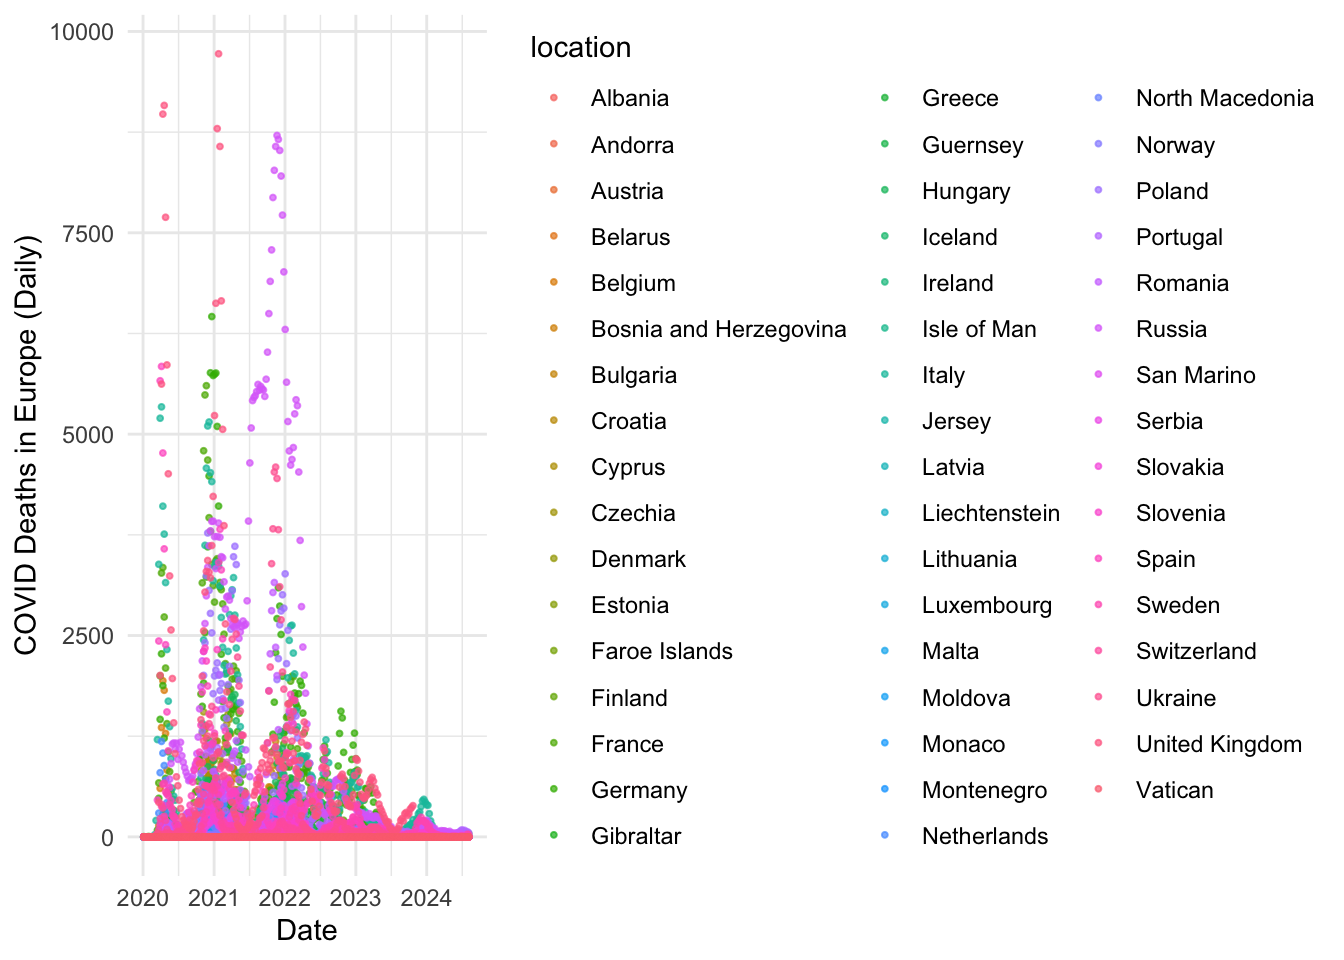 10000
7500
5000
2500
0
COVID Deaths in Europe (Daily)
2020 2021 2022 2023 2024
Date
location
Albania
Andorra
Austria
Belarus
Belgium
Bosnia and Herzegovina
Bulgaria
Croatia
Cyprus
Czechia
Denmark
Estonia
Faroe Islands
Finland
France
Germany
Gibraltar
Greece
Guernsey
Hungary
Iceland
Ireland
Isle of Man
Italy
Jersey
Latvia
Liechtenstein
Lithuania
Luxembourg
Malta
Moldova
Monaco
Montenegro
Netherlands
North Macedonia
Norway
Poland
Portugal
Romania
Russia
San Marino
Serbia
Slovakia
Slovenia
Spain
Sweden
Switzerland
Ukraine
United Kingdom
Vatican